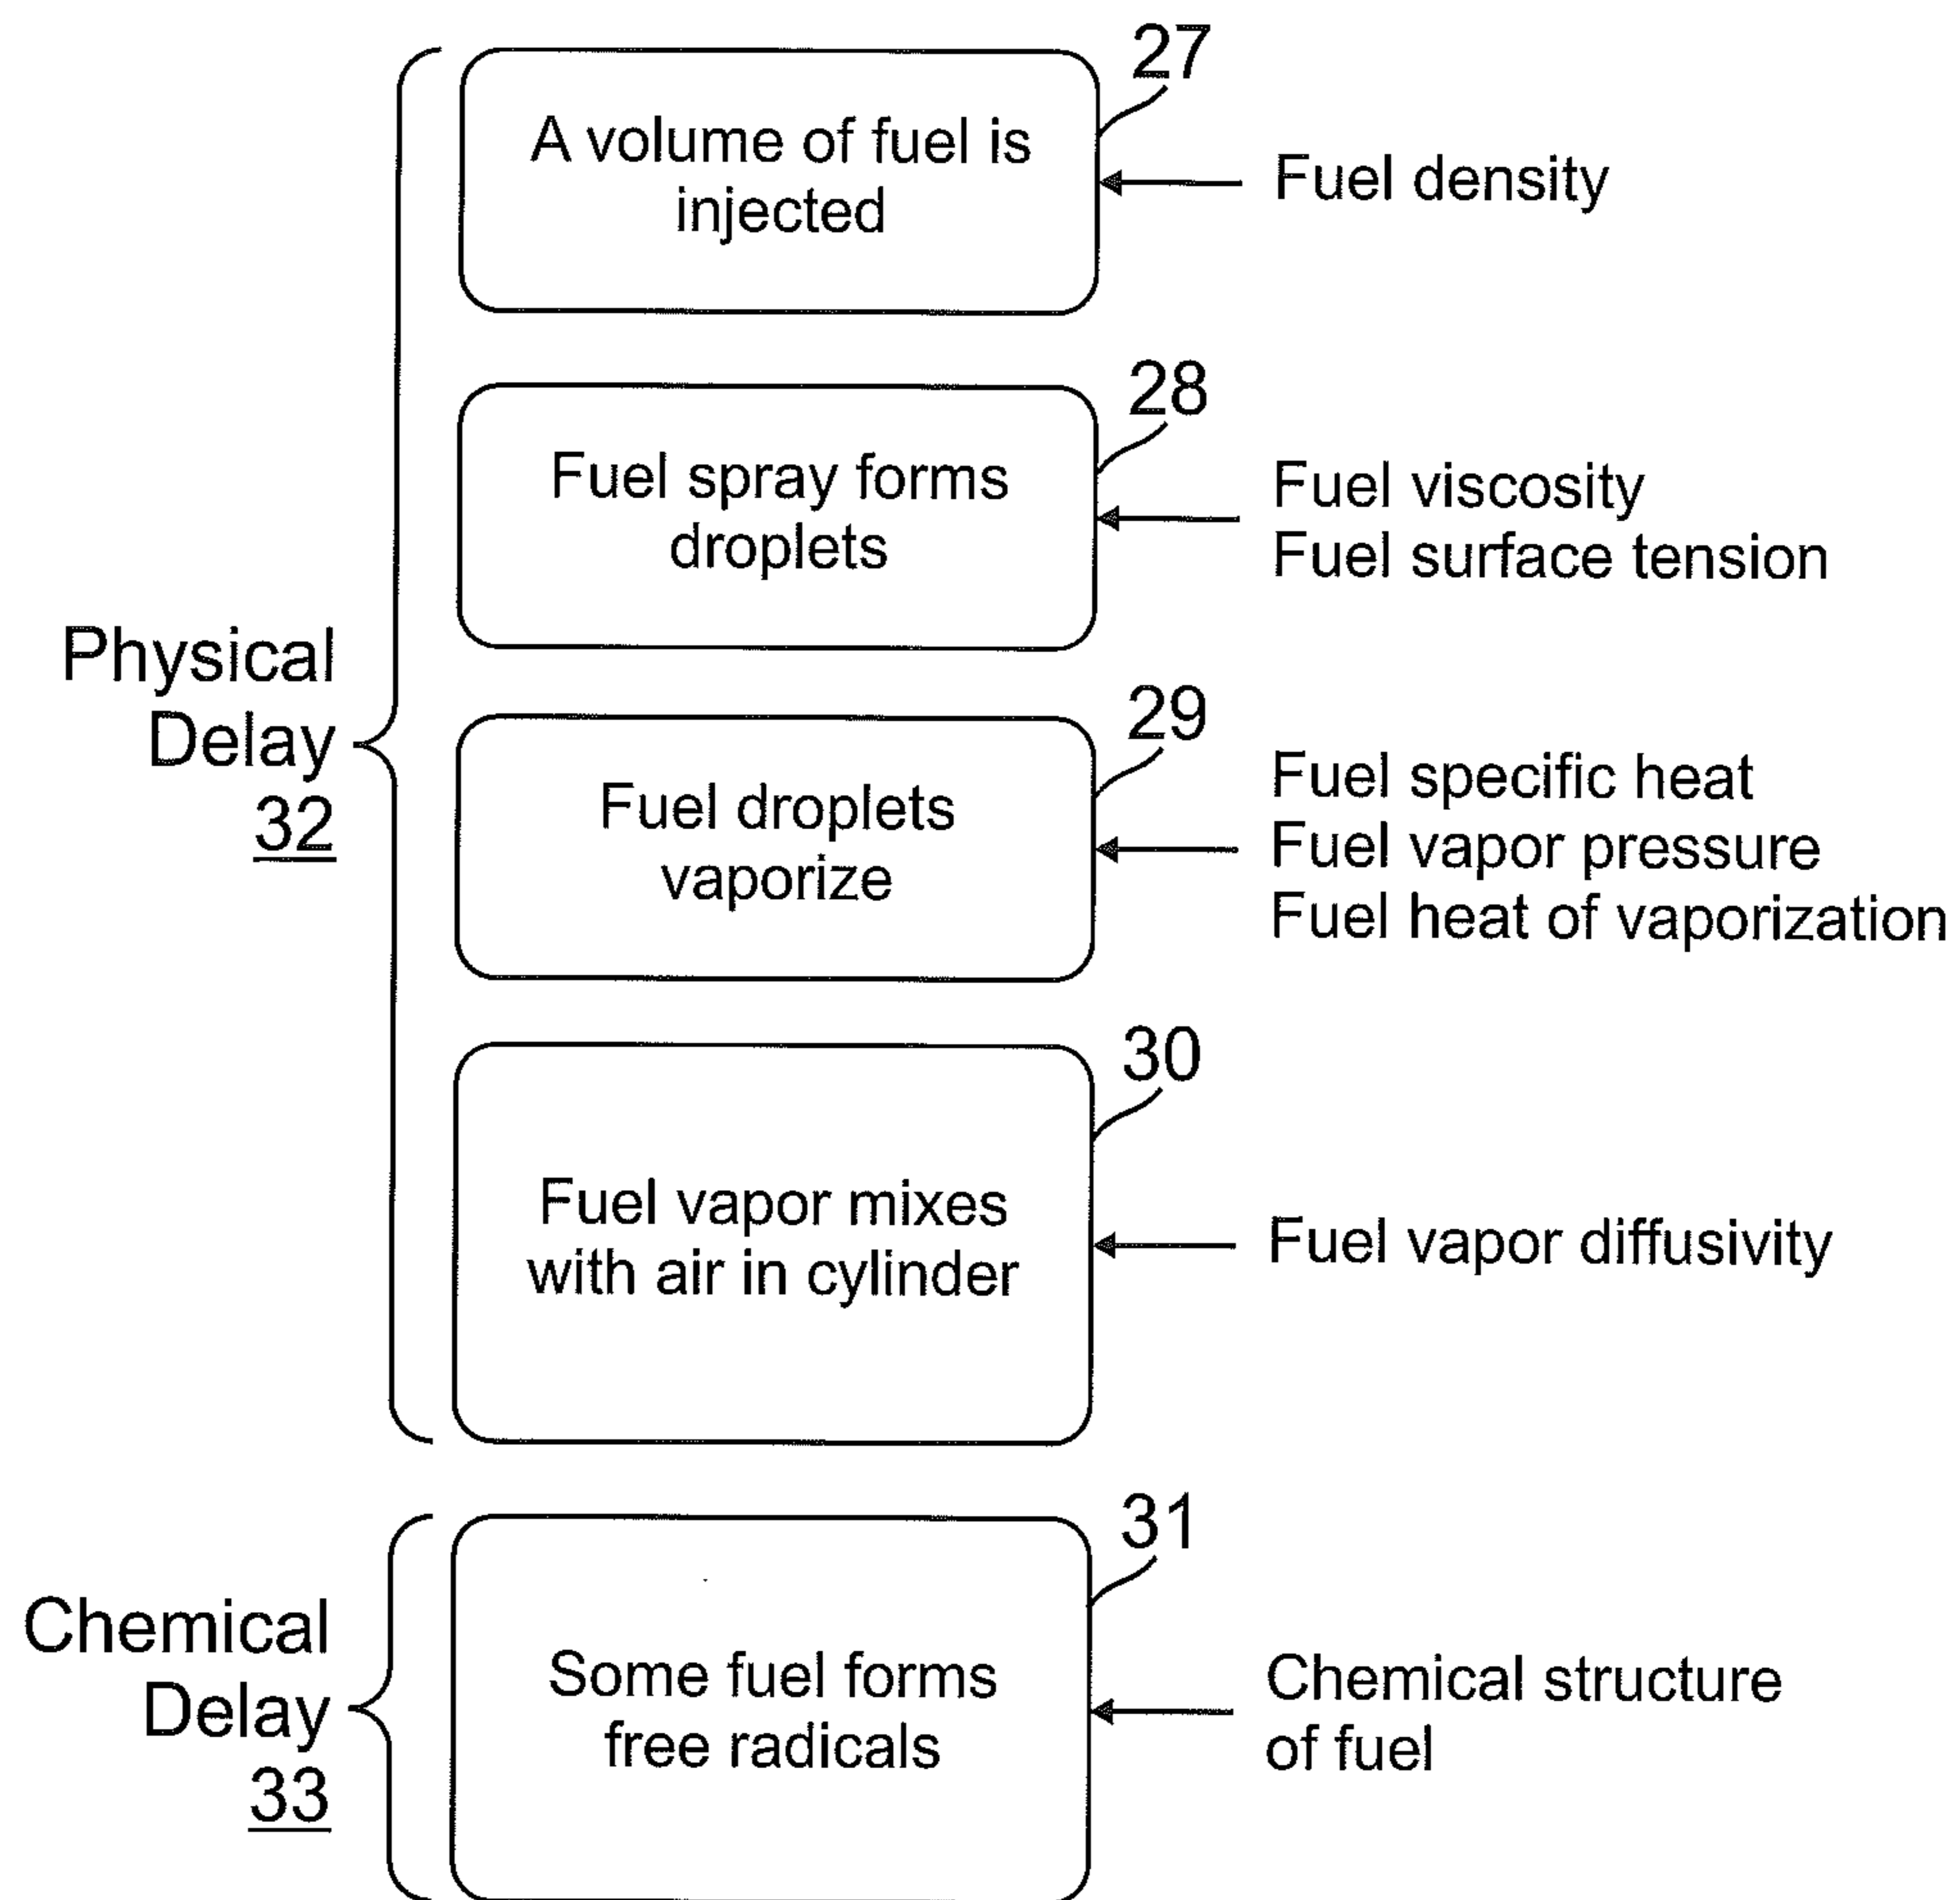 27
A volume of fuel is
injected
Fuel density
28
Fuel spray forms
droplets
Fuel viscosity
Fuel surface tension
Physical
Delay
32
29
Fuel droplets
vaporize
Fuel specific heat
Fuel vapor pressure
Fuel heat of vaporization
30
Fuel vapor mixes
with air in cylinder
Fuel vapor diffusivity
31
Chemical
Delay
33
Some fuel forms
free radicals
Chemical structure
of fuel